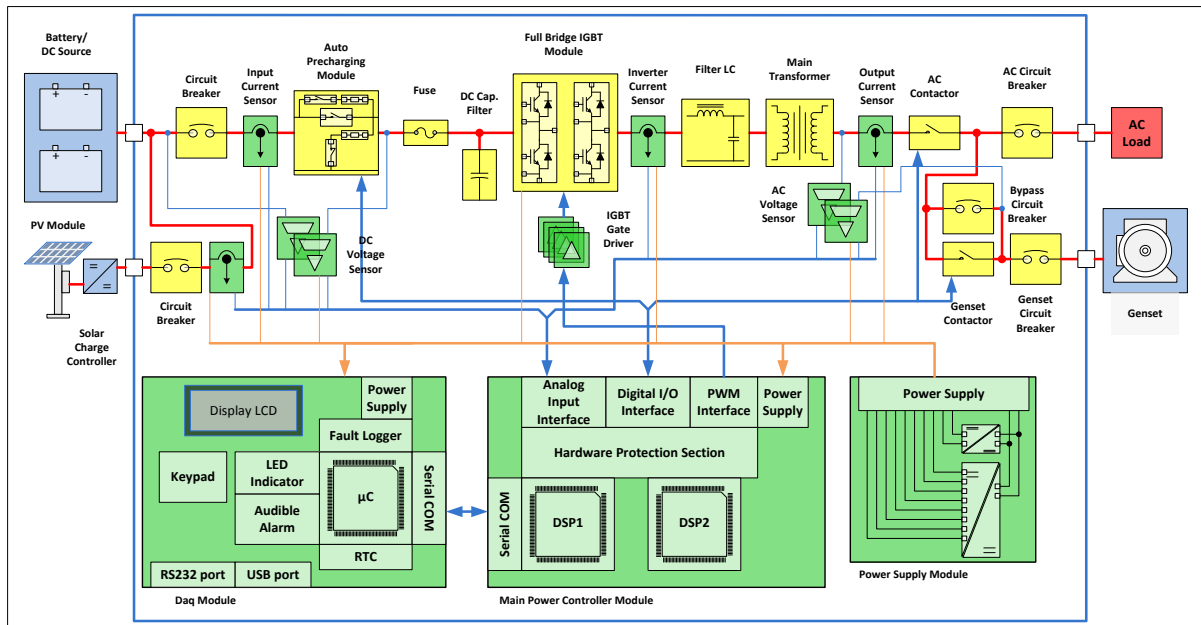 Battery/
DC Source
+ -
+ -
Circuit
Breaker
Input
Current
Sensor
Auto
Precharging
Module
Fuse
DC Cap.
Filter
Full Bridge IGBT
Module
Inverter
Current
Sensor
Filter LC
Main
Transformer
Output
Current
Sensor
AC
Contactor
AC Circuit
Breaker
AC
Load
PV Module
Solar
Charge
Controller
Circuit
Breaker
DC
Voltage
Sensor
IGBT
Gate
Driver
AC
Voltage
Sensor
Bypass
Circuit
Breaker
Genset
Contactor
Genset
Circuit
Breaker
Genset
Display LCD
Power
Supply
Fault Logger
Keypad
LED
Indicator
Audible
Alarm
µC
Serial COM
RTC
RS232 port
USB port
Daq Module
Analog
Input
Interface
Digital I/O
Interface
PWM
Interface
Power
Supply
Hardware Protection Section
Serial COM
DSP1
DSP2
Main Power Controller Module
Power Supply
Power Supply Module